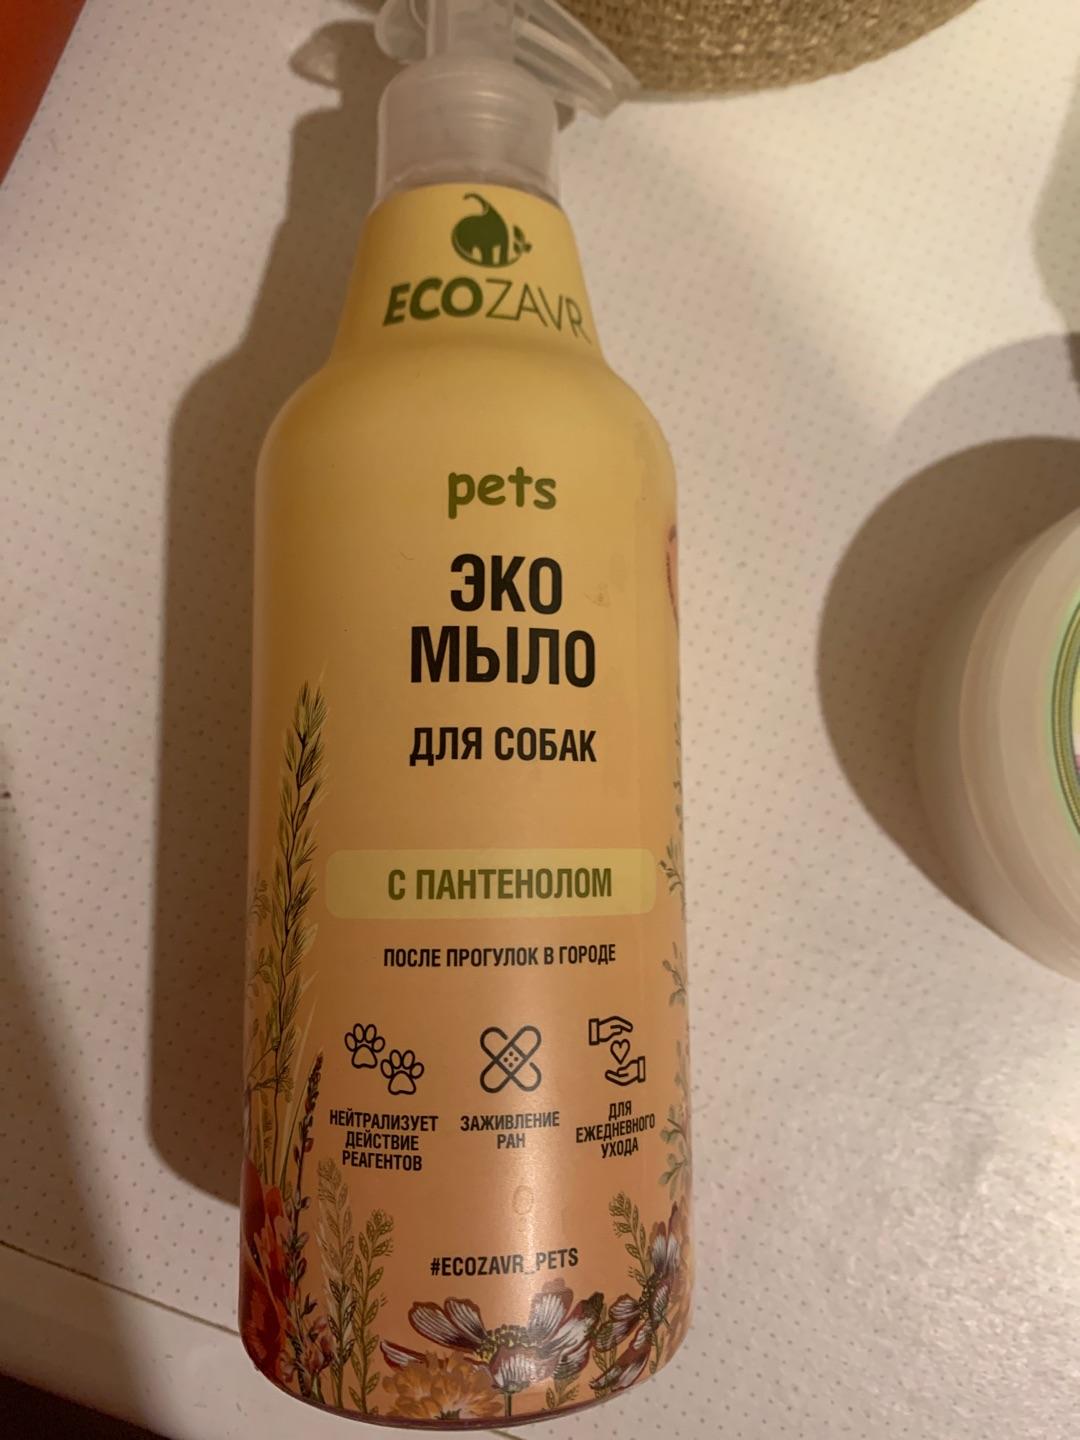 ECOZAVR
pets
ЭКО
МЫЛО
ДЛЯ СОБАК
С ПАНТЕНОЛОМ
ПОСЛЕ ПРОГУЛОК В ГОРОДЕ
НЕЙТРАЛИЗУЕТ
ДЕЙСТВИЕ
РЕАГЕНТОВ
ЗАЖИВЛЕНИЕ
РАН
ДЛЯ
ЕЖЕДНЕВНОГО
УХОДА
#ECOZAVR_PETS